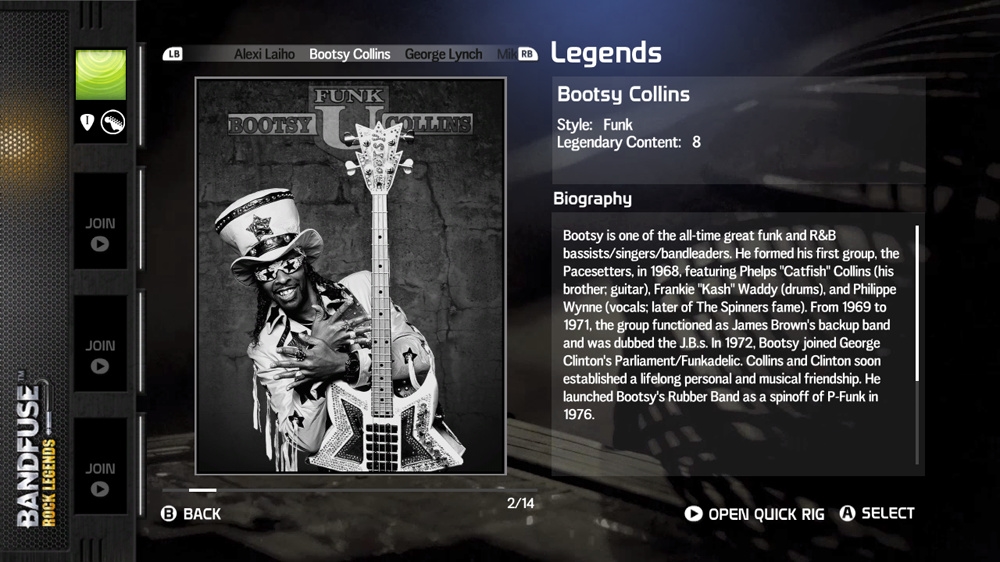 LB
Alexi Laiho Bootsy Collins George Lynch Mik
RB
Legends
FUNK
BOOTSY U COLLINS
BOOTSY
Bootsy Collins
Style: Funk
Legendary Content: 8
Biography
Bootsy is one of the all-time great funk and R&B
bassists/singers/bandleaders. He formed his first group, the
Pacesetters, in 1968, featuring Phelps "Catfish" Collins (his
brother; guitar), Frankie "Kash" Waddy (drums), and Philippe
Wynne (vocals; later of The Spinners fame). From 1969 to
1971, the group functioned as James Brown's backup band
and was dubbed the J.B.s. In 1972, Bootsy joined George
Clinton's Parliament/Funkadelic. Collins and Clinton soon
established a lifelong personal and musical friendship. He
launched Bootsy's Rubber Band as a spinoff of P-Funk in
1976.
I
JOIN
JOIN
JOIN
BANDFUSE™
ROCK LEGENDS
2/14
B BACK
OPEN QUICK RIG
A SELECT